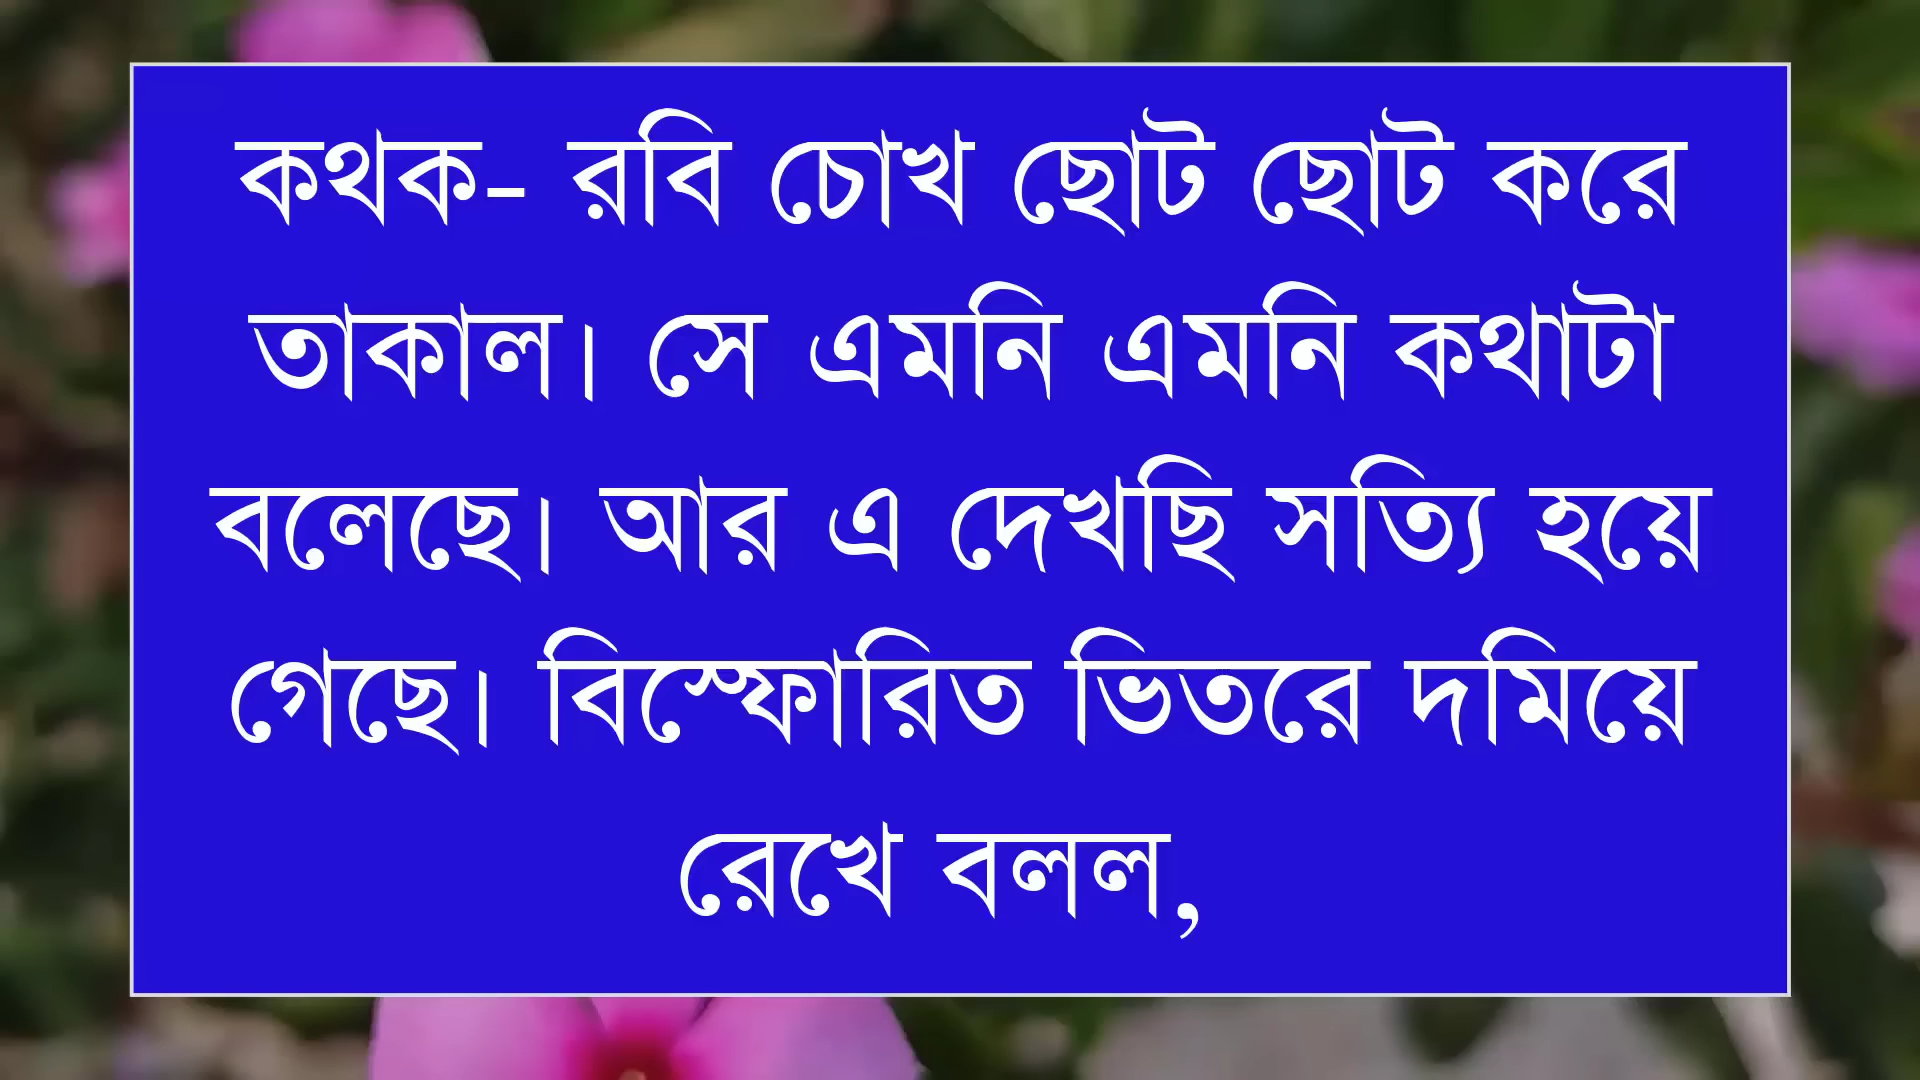 কথক- রবি চোখ ছোট ছোট করে
তাকাল। সে এমনি এমনি কথাটা
বলেছে। আর এ দেখছি সত্যি হয়ে
গেছে। বিস্ফোরিত ভিতরে দমিয়ে
রেখে বলল,